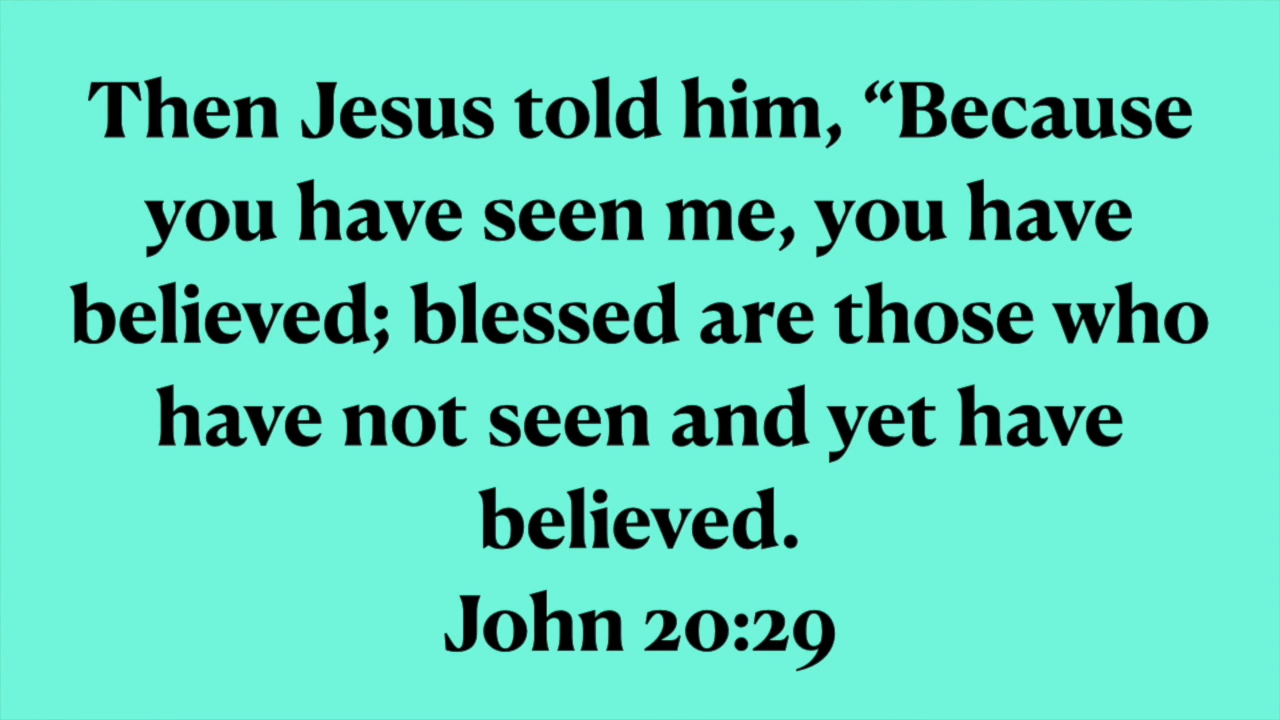 Then Jesus told him, “Because
you have seen me, you have
believed; blessed are those who
have not seen and yet have
believed.
John 20:29